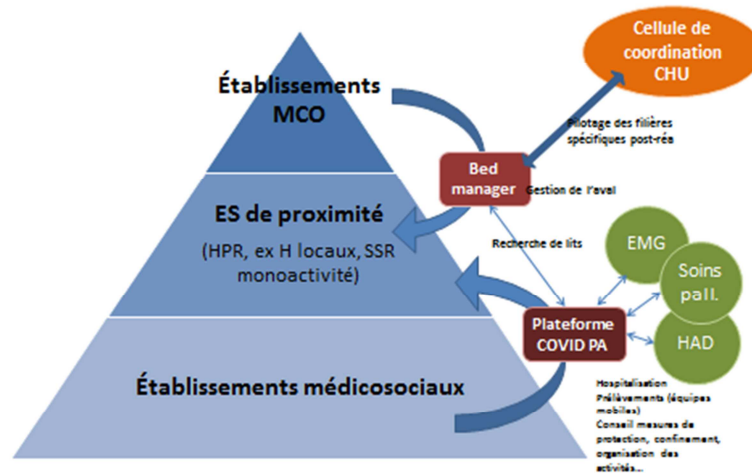 Cellule de
coordination
CHU
Établissements
MCO
Pilotage des filières
spécifiques post-réa
Bed
manager
Gestion de l'aval
ES de proximité
(HPR, ex H locaux, SSR
monoactivité)
Recherche de lits
EMG
Soins
pall.
HAD
Plateforme
COVID PA
Établissements médicosociaux
Hospitalisation
Prélèvements (équipes
mobiles)
Conseil mesures de
protection, confinement,
organisation des
activités...